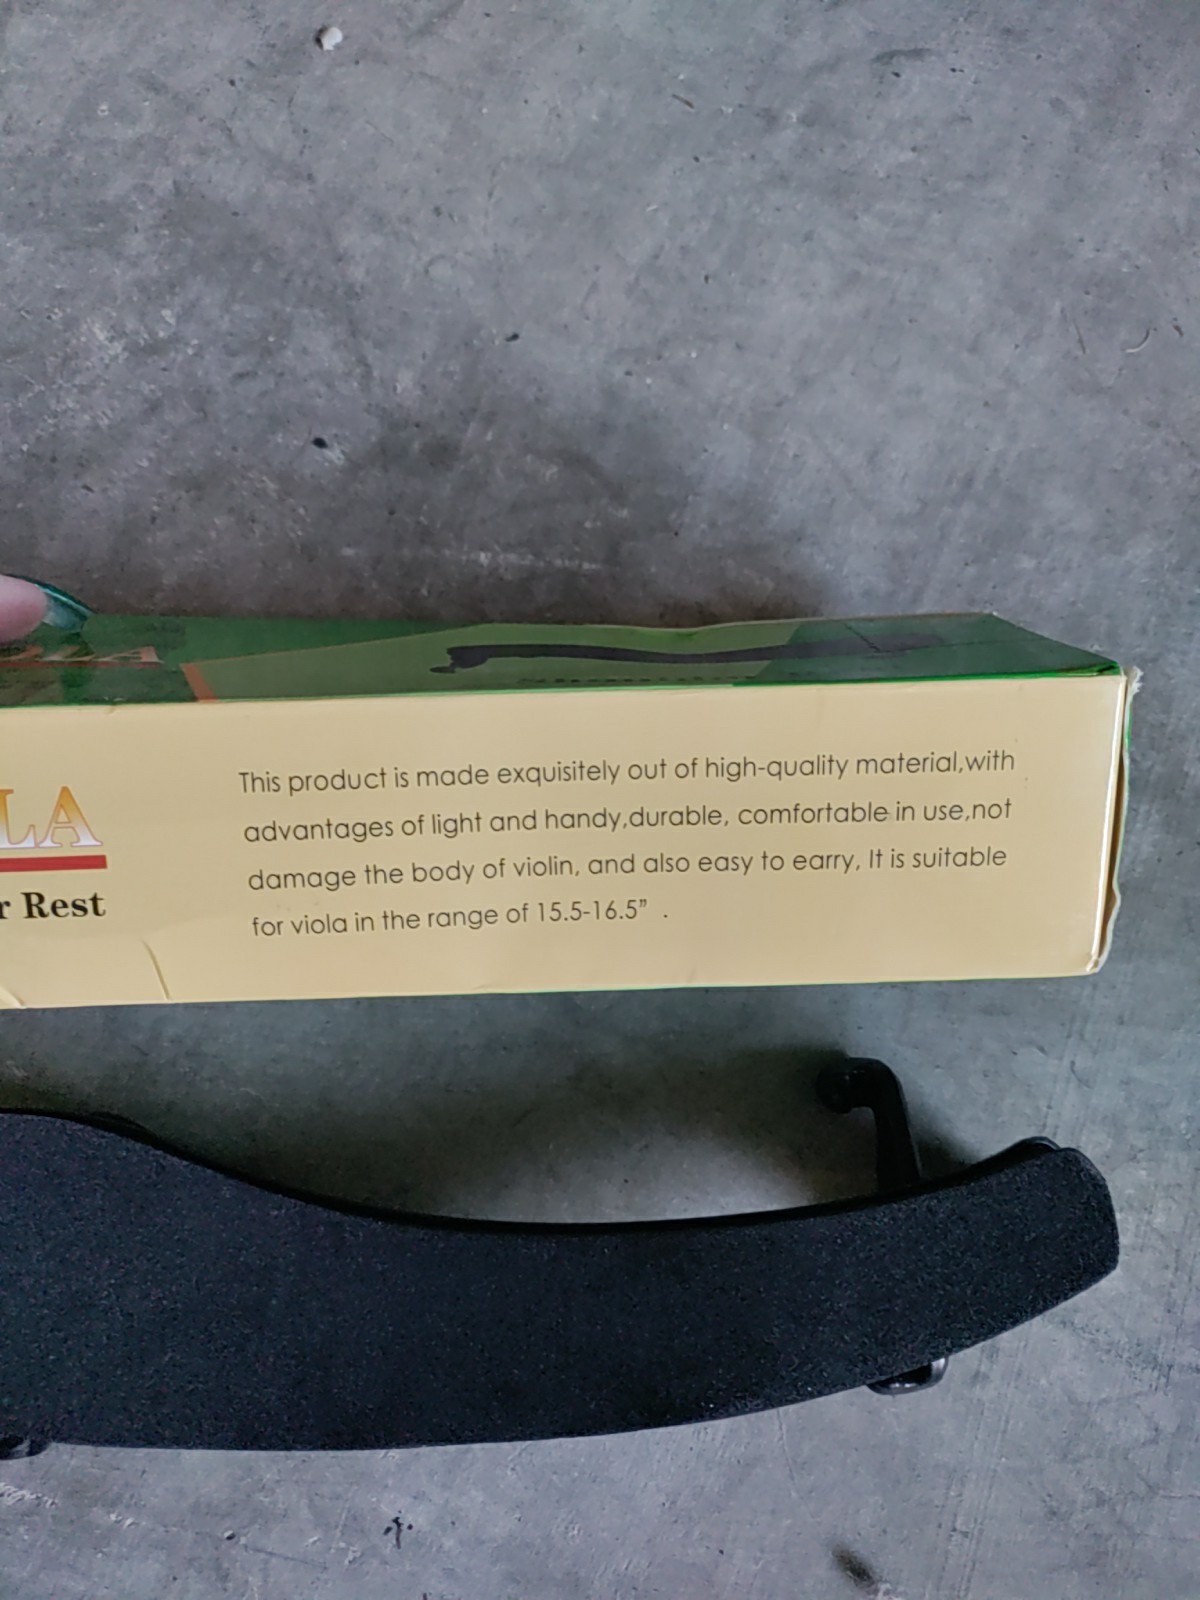 LA
r Rest
This product is made exquisitely out of high-quality material,with
advantages of light and handy,durable, comfortable in use,not
damage the body of violin, and also easy to earry, It is suitable
for viola in the range of 15.5-16.5" .